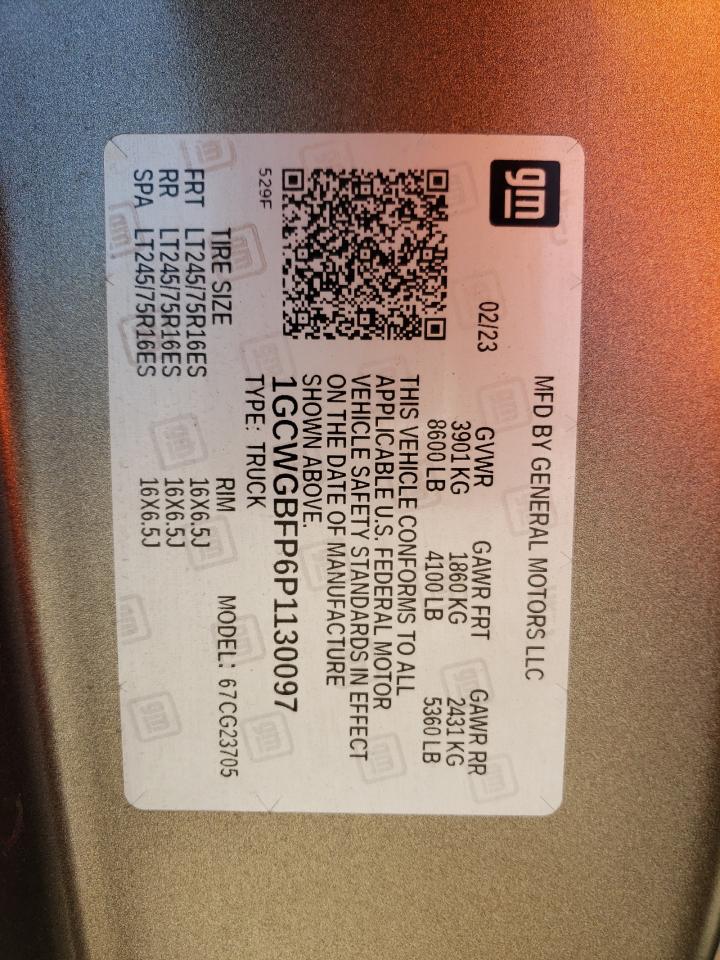 gm
MFD BY GENERAL MOTORS LLC
02/23
GVWR GAWR FRT GAWR RR
3901 KG 1860 KG 2431 KG
8600 LB 4100 LB 5360 LB
THIS VEHICLE CONFORMS TO ALL
APPLICABLE U.S. FEDERAL MOTOR
VEHICLE SAFETY STANDARDS IN EFFECT
ON THE DATE OF MANUFACTURE
SHOWN ABOVE.
529F
1GCWGBFP6P1130097
TYPE: TRUCK
TIRE SIZE RIM MODEL: 67CG23705
FRT LT245/75R16ES 16X6.5J
RR LT245/75R16ES 16X6.5J
SPA LT245/75R16ES 16X6.5J